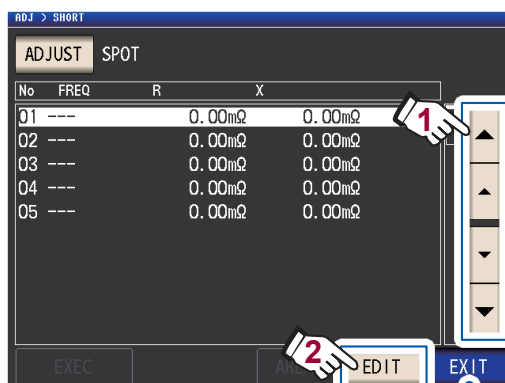 ADJ > SHORT
ADJUST SPOT
No FREQ R X
01 --- 0.00mΩ 0.00mΩ
02 --- 0.00mΩ 0.00mΩ
03 --- 0.00mΩ 0.00mΩ
04 --- 0.00mΩ 0.00mΩ
05 --- 0.00mΩ 0.00mΩ
1
2
EXEC EDIT EXIT